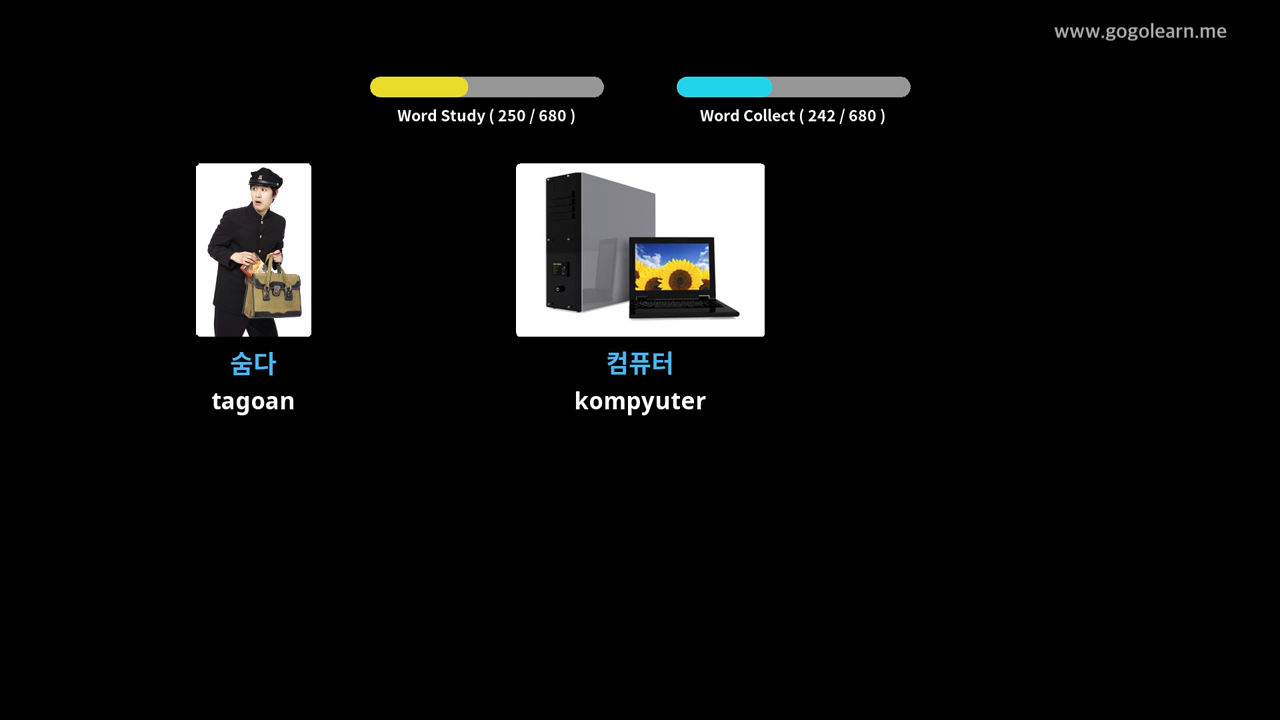 www.gogolearn.me
Word Study ( 250 / 680 )
Word Collect ( 242 / 680 )
숨다
tagoan
컴퓨터
kompyuter